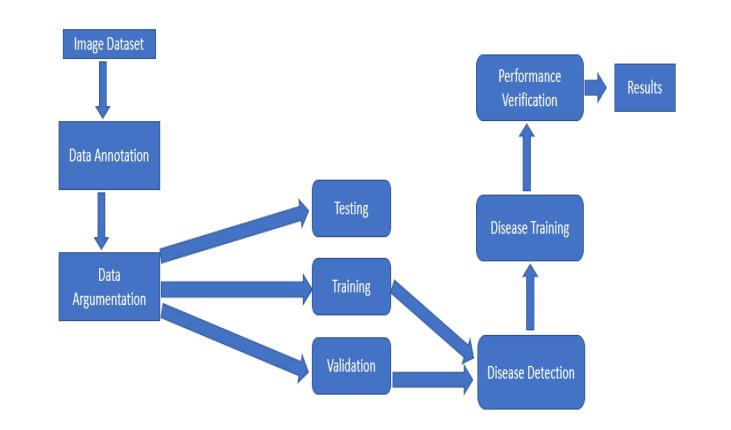 Image Dataset
Data Annotation
Data
Argumentation
Testing
Training
Validation
Disease Detection
Disease Training
Performance
Verification
Results